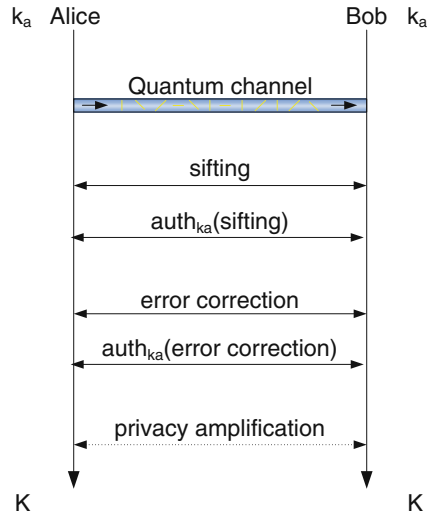 kₐ Alice Bob kₐ
Quantum channel
sifting
authₖₐ(sifting)
error correction
authₖₐ(error correction)
privacy amplification
K K